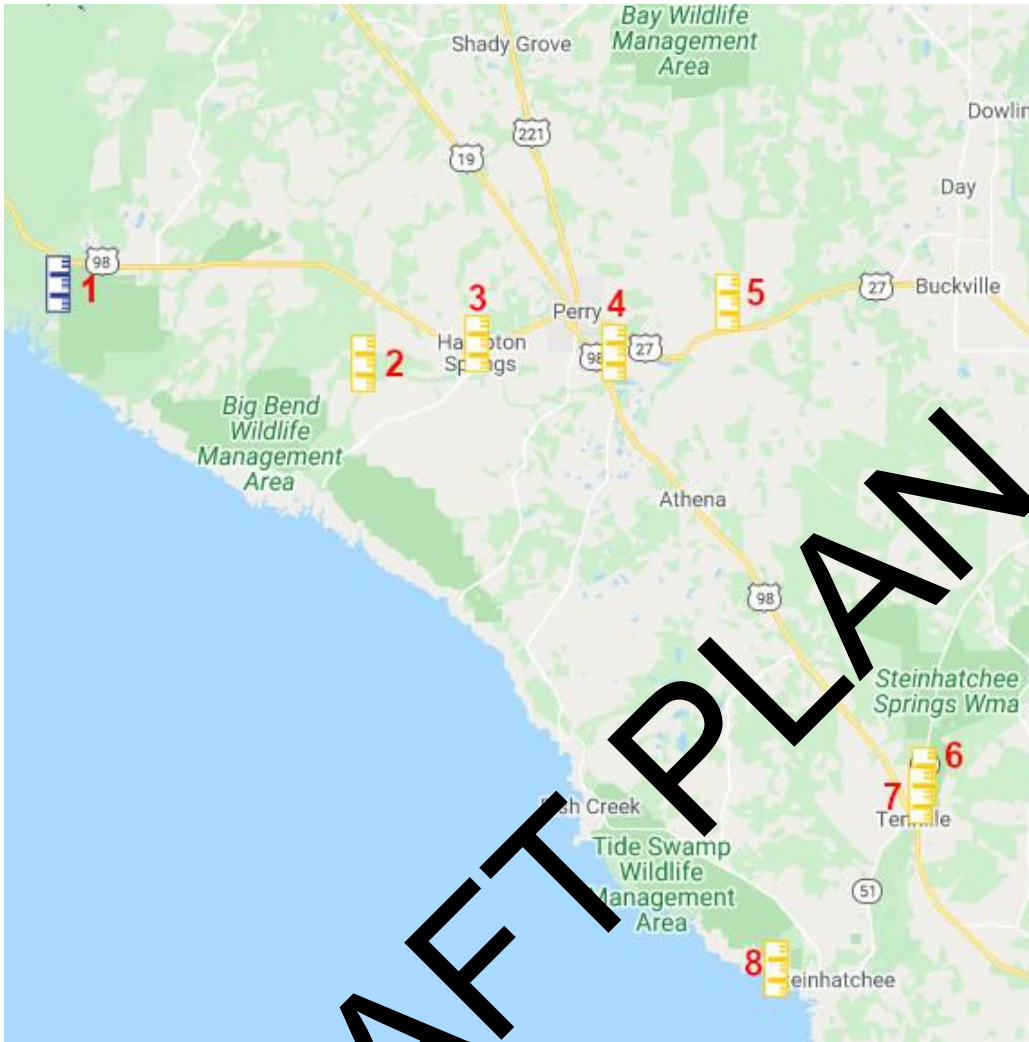 Bay Wildlife
Management
Area
Shady Grove
Dowlin
221
19
Day
98
1
27
Buckville
5
3
4
Perry
2
98
27
Big Bend
Wildlife
Management
Area
Athena
98
Steinhatchee
Springs Wma
6
7
Creek
Tide Swamp
Wildlife
Management
Area
51
8
einhatchee
AFT PLAN